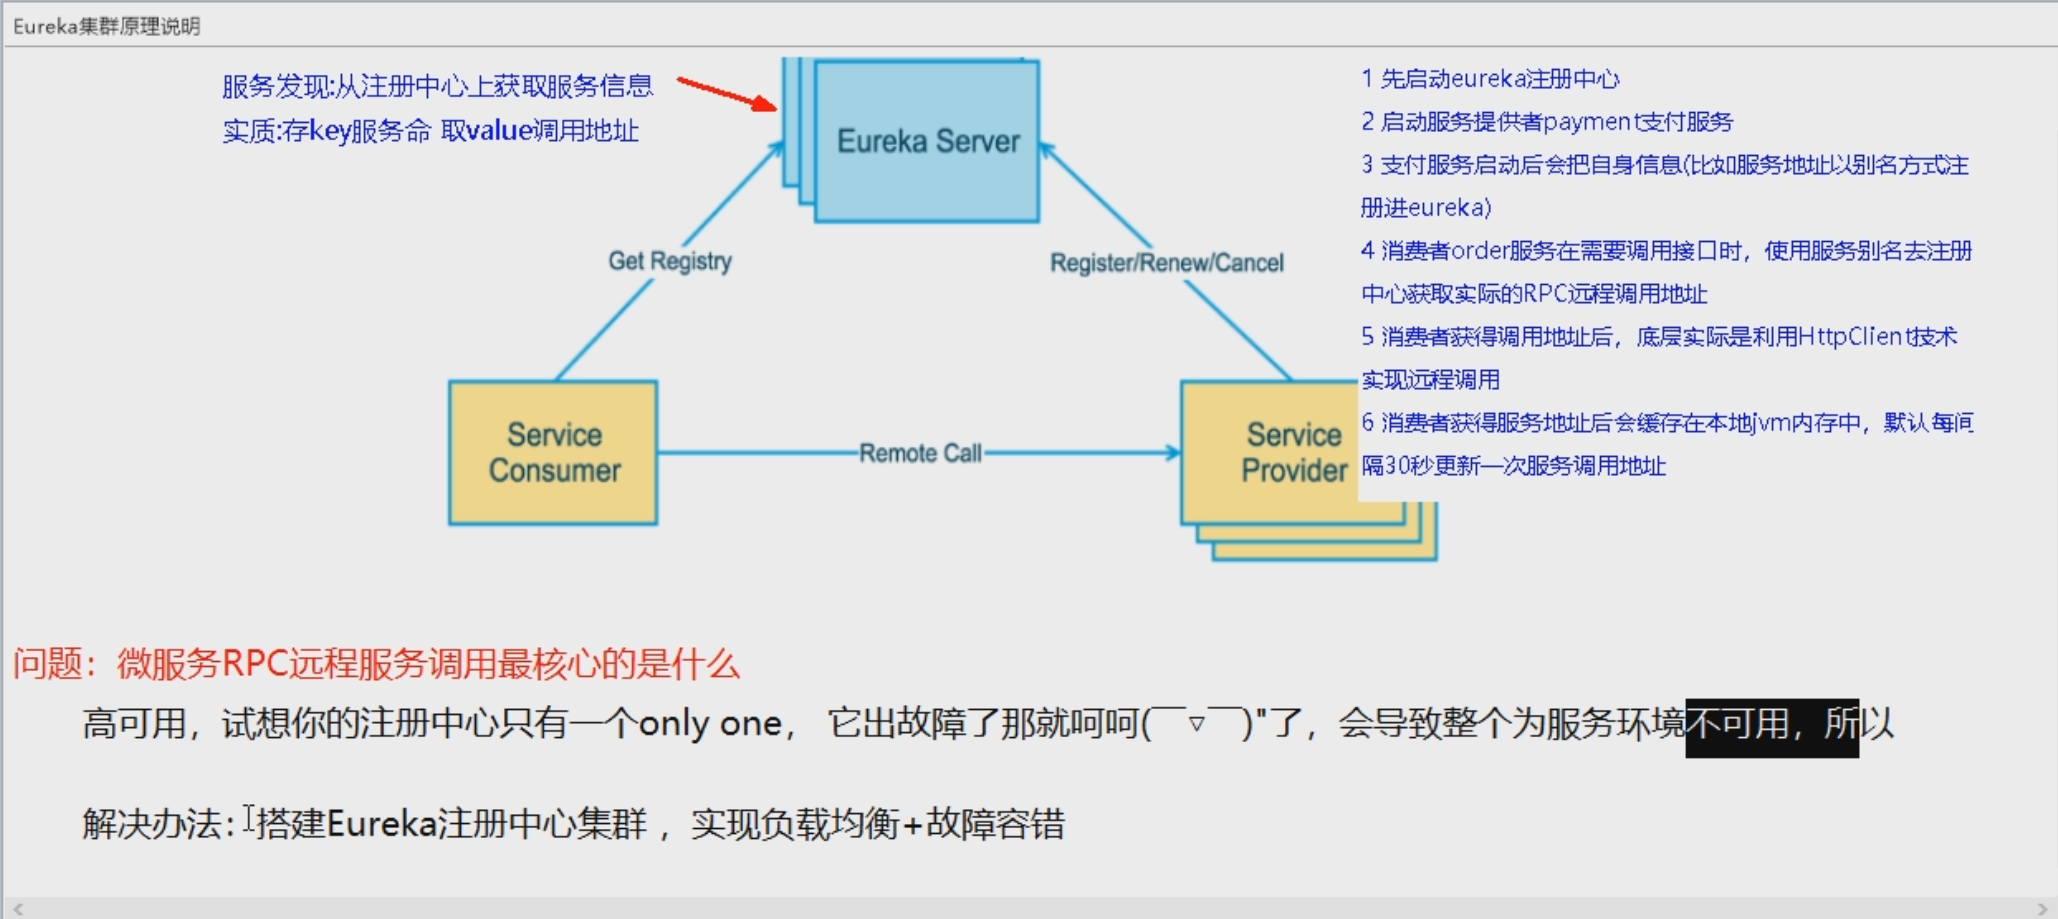 Eureka集群原理说明
服务发现:从注册中心上获取服务信息
实质:存key服务命 取value调用地址
Eureka Server
Get Registry
Register/Renew/Cancel
Service
Consumer
Remote Call
Service
Provider
1 先启动eureka注册中心
2 启动服务提供者payment支付服务
3 支付服务启动后会把自身信息(比如服务地址以别名方式注
册进eureka)
4 消费者order服务在需要调用接口时，使用服务别名去注册
中心获取实际的RPC远程调用地址
5 消费者获得调用地址后，底层实际是利用HttpClient技术
实现远程调用
6 消费者获得服务地址后会缓存在本地jvm内存中，默认每间
隔30秒更新一次服务调用地址
问题：微服务RPC远程服务调用最核心的是什么
高可用，试想你的注册中心只有一个only one， 它出故障了那就呵呵(￣▽￣)"了，会导致整个为服务环境不可用，所以
解决办法：搭建Eureka注册中心集群 ，实现负载均衡+故障容错